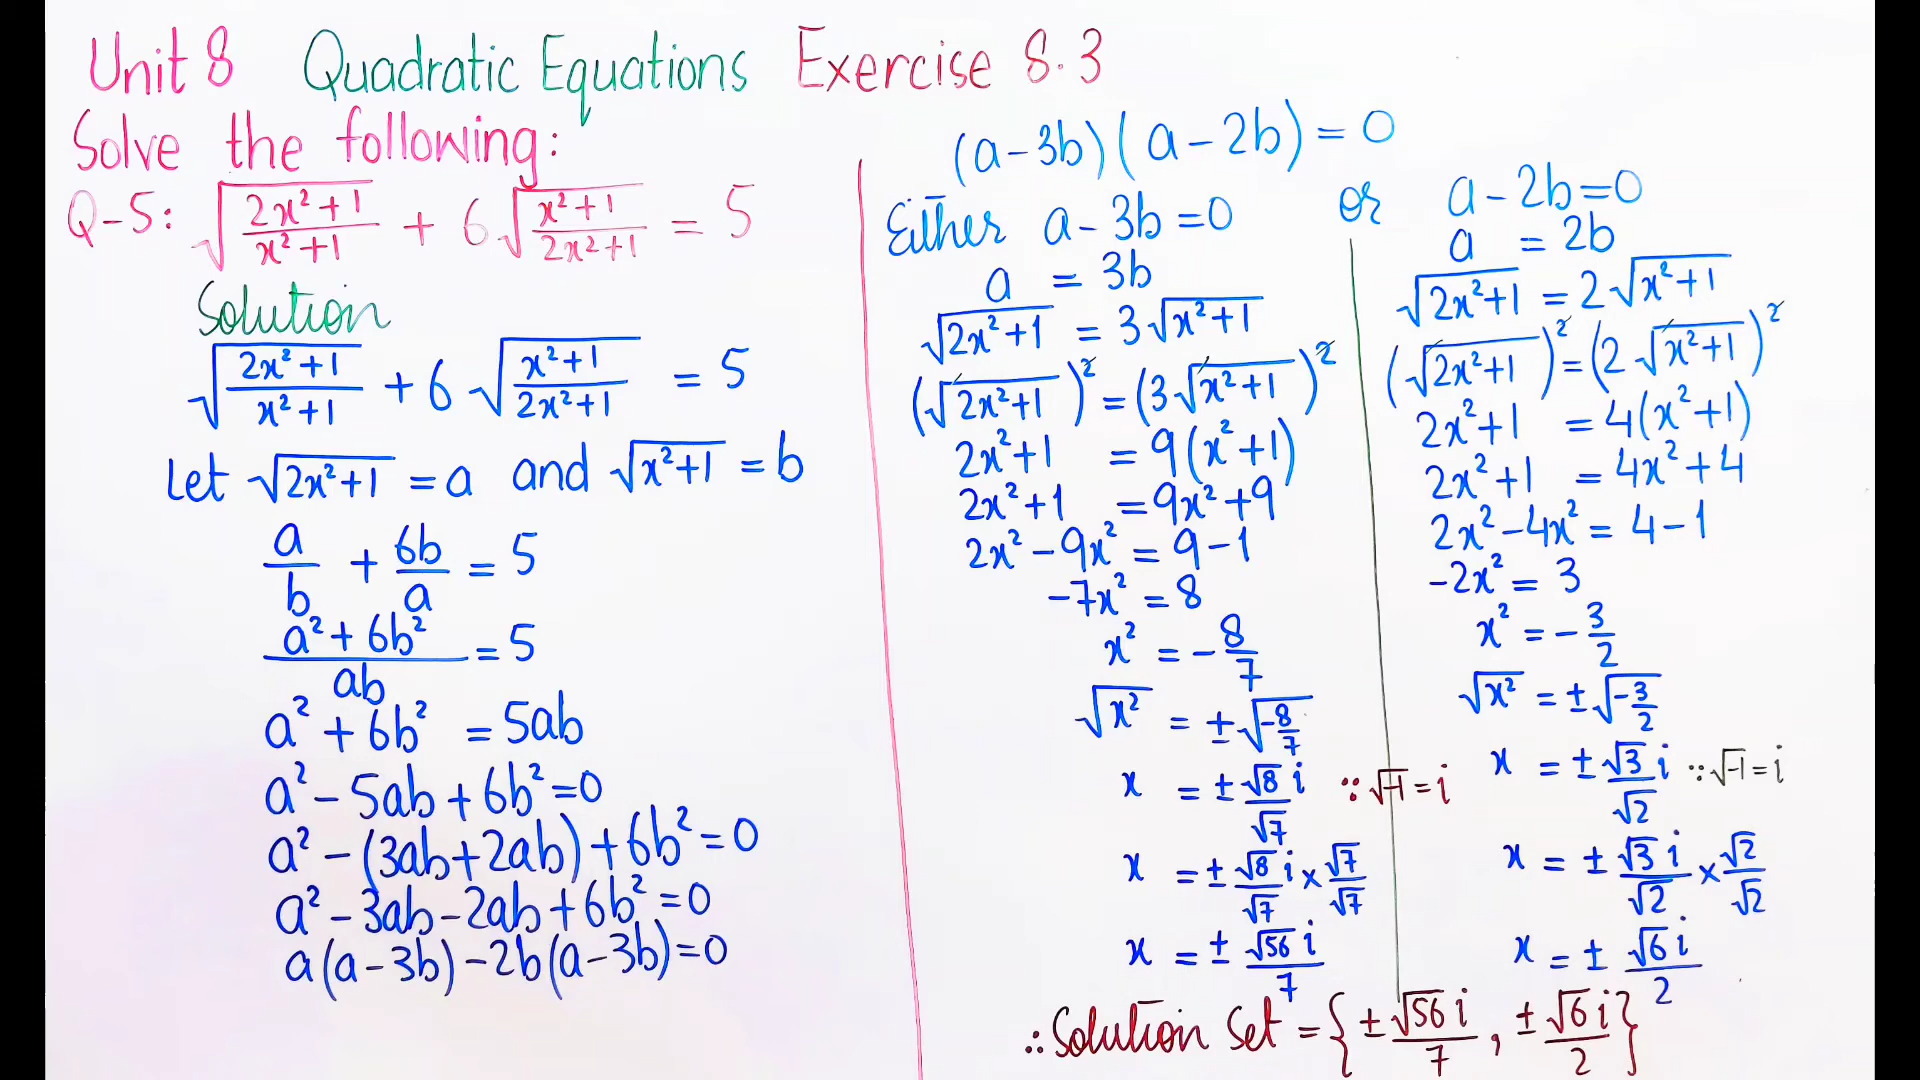 Unit 8 Quadratic Equations Exercise 8.3
Solve the following:
Q-5: √((2x²+1)/(x²+1)) + 6√((x²+1)/(2x²+1)) = 5
Solution
√((2x²+1)/(x²+1)) + 6√((x²+1)/(2x²+1)) = 5
Let √(2x²+1) = a and √(x²+1) = b
a/b + 6b/a = 5
(a²+6b²)/ab = 5
a² + 6b² = 5ab
a² - 5ab + 6b² = 0
a² - (3ab+2ab) + 6b² = 0
a² - 3ab - 2ab + 6b² = 0
a(a-3b) - 2b(a-3b) = 0
(a-3b)(a-2b) = 0
Either a-3b=0 or a-2b=0
a = 3b
√(2x²+1) = 3√(x²+1)
(√(2x²+1))² = (3√(x²+1))²
2x²+1 = 9(x²+1)
2x²+1 = 9x²+9
2x²-9x² = 9-1
-7x² = 8
x² = -8/7
√x² = ±√(-8/7)
x = ± √8 i/√7 ∵ √-1 = i
x = ± √8 i/√7 × √7/√7
x = ± √56 i/7
a = 2b
√(2x²+1) = 2√(x²+1)
(√(2x²+1))² = (2√(x²+1))²
2x²+1 = 4(x²+1)
2x²+1 = 4x²+4
2x²-4x² = 4-1
-2x² = 3
x² = -3/2
√x² = ±√(-3/2)
x = ± √3 i/√2 ∵ √-1 = i
x = ± √3 i/√2 × √2/√2
x = ± √6 i/2
∴ Solution Set = {± √56 i/7, ± √6 i/2}